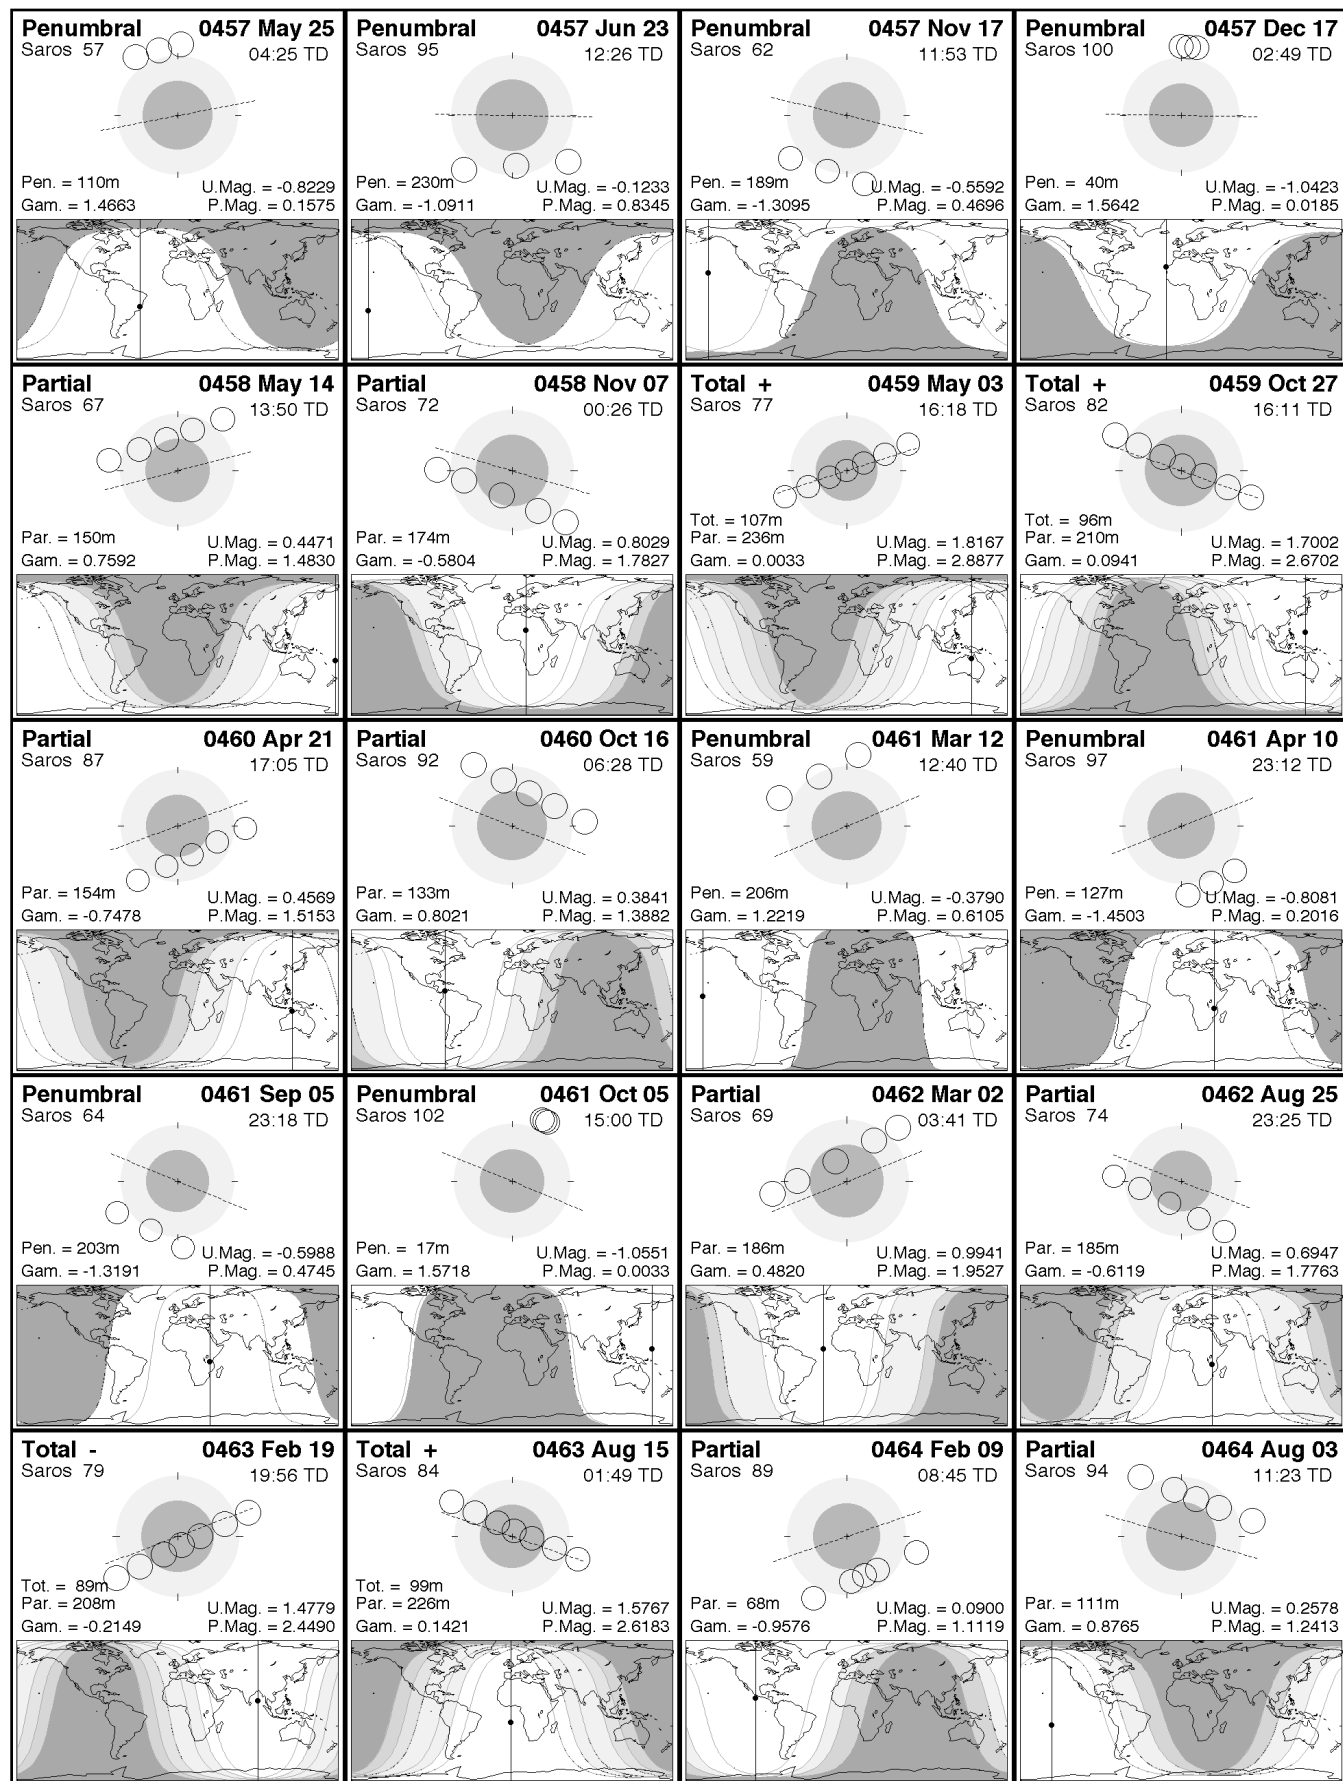 Penumbral 0457 May 25
Saros 57 04:25 TD
Pen. = 110m U.Mag. = -0.8229
Gam. = 1.4663 P.Mag. = 0.1575
Penumbral 0457 Jun 23
Saros 95 12:26 TD
Pen. = 230m U.Mag. = -0.1233
Gam. = -1.0911 P.Mag. = 0.8345
Penumbral 0457 Nov 17
Saros 62 11:53 TD
Pen. = 189m U.Mag. = -0.5592
Gam. = -1.3095 P.Mag. = 0.4696
Penumbral 0457 Dec 17
Saros 100 02:49 TD
Pen. = 40m U.Mag. = -1.0423
Gam. = 1.5642 P.Mag. = 0.0185
Partial 0458 May 14
Saros 67 13:50 TD
Par. = 150m U.Mag. = 0.4471
Gam. = 0.7592 P.Mag. = 1.4830
Partial 0458 Nov 07
Saros 72 00:26 TD
Par. = 174m U.Mag. = 0.8029
Gam. = -0.5804 P.Mag. = 1.7827
Total + 0459 May 03
Saros 77 16:18 TD
Tot. = 107m
Par. = 236m U.Mag. = 1.8167
Gam. = 0.0033 P.Mag. = 2.8877
Total + 0459 Oct 27
Saros 82 16:11 TD
Tot. = 96m
Par. = 210m U.Mag. = 1.7002
Gam. = 0.0941 P.Mag. = 2.6702
Partial 0460 Apr 21
Saros 87 17:05 TD
Par. = 154m U.Mag. = 0.4569
Gam. = -0.7478 P.Mag. = 1.5153
Partial 0460 Oct 16
Saros 92 06:28 TD
Par. = 133m U.Mag. = 0.3841
Gam. = 0.8021 P.Mag. = 1.3882
Penumbral 0461 Mar 12
Saros 59 12:40 TD
Pen. = 206m U.Mag. = -0.3790
Gam. = 1.2219 P.Mag. = 0.6105
Penumbral 0461 Apr 10
Saros 97 23:12 TD
Pen. = 127m U.Mag. = -0.8081
Gam. = -1.4503 P.Mag. = 0.2016
Penumbral 0461 Sep 05
Saros 64 23:18 TD
Pen. = 203m U.Mag. = -0.5988
Gam. = -1.3191 P.Mag. = 0.4745
Penumbral 0461 Oct 05
Saros 102 15:00 TD
Pen. = 17m U.Mag. = -1.0551
Gam. = 1.5718 P.Mag. = 0.0033
Partial 0462 Mar 02
Saros 69 03:41 TD
Par. = 186m U.Mag. = 0.9941
Gam. = 0.4820 P.Mag. = 1.9527
Partial 0462 Aug 25
Saros 74 23:25 TD
Par. = 185m U.Mag. = 0.6947
Gam. = -0.6119 P.Mag. = 1.7763
Total - 0463 Feb 19
Saros 79 19:56 TD
Tot. = 89m
Par. = 208m U.Mag. = 1.4779
Gam. = -0.2149 P.Mag. = 2.4490
Total + 0463 Aug 15
Saros 84 01:49 TD
Tot. = 99m
Par. = 226m U.Mag. = 1.5767
Gam. = 0.1421 P.Mag. = 2.6183
Partial 0464 Feb 09
Saros 89 08:45 TD
Par. = 68m U.Mag. = 0.0900
Gam. = -0.9576 P.Mag. = 1.1119
Partial 0464 Aug 03
Saros 94 11:23 TD
Par. = 111m U.Mag. = 0.2578
Gam. = 0.8765 P.Mag. = 1.2413